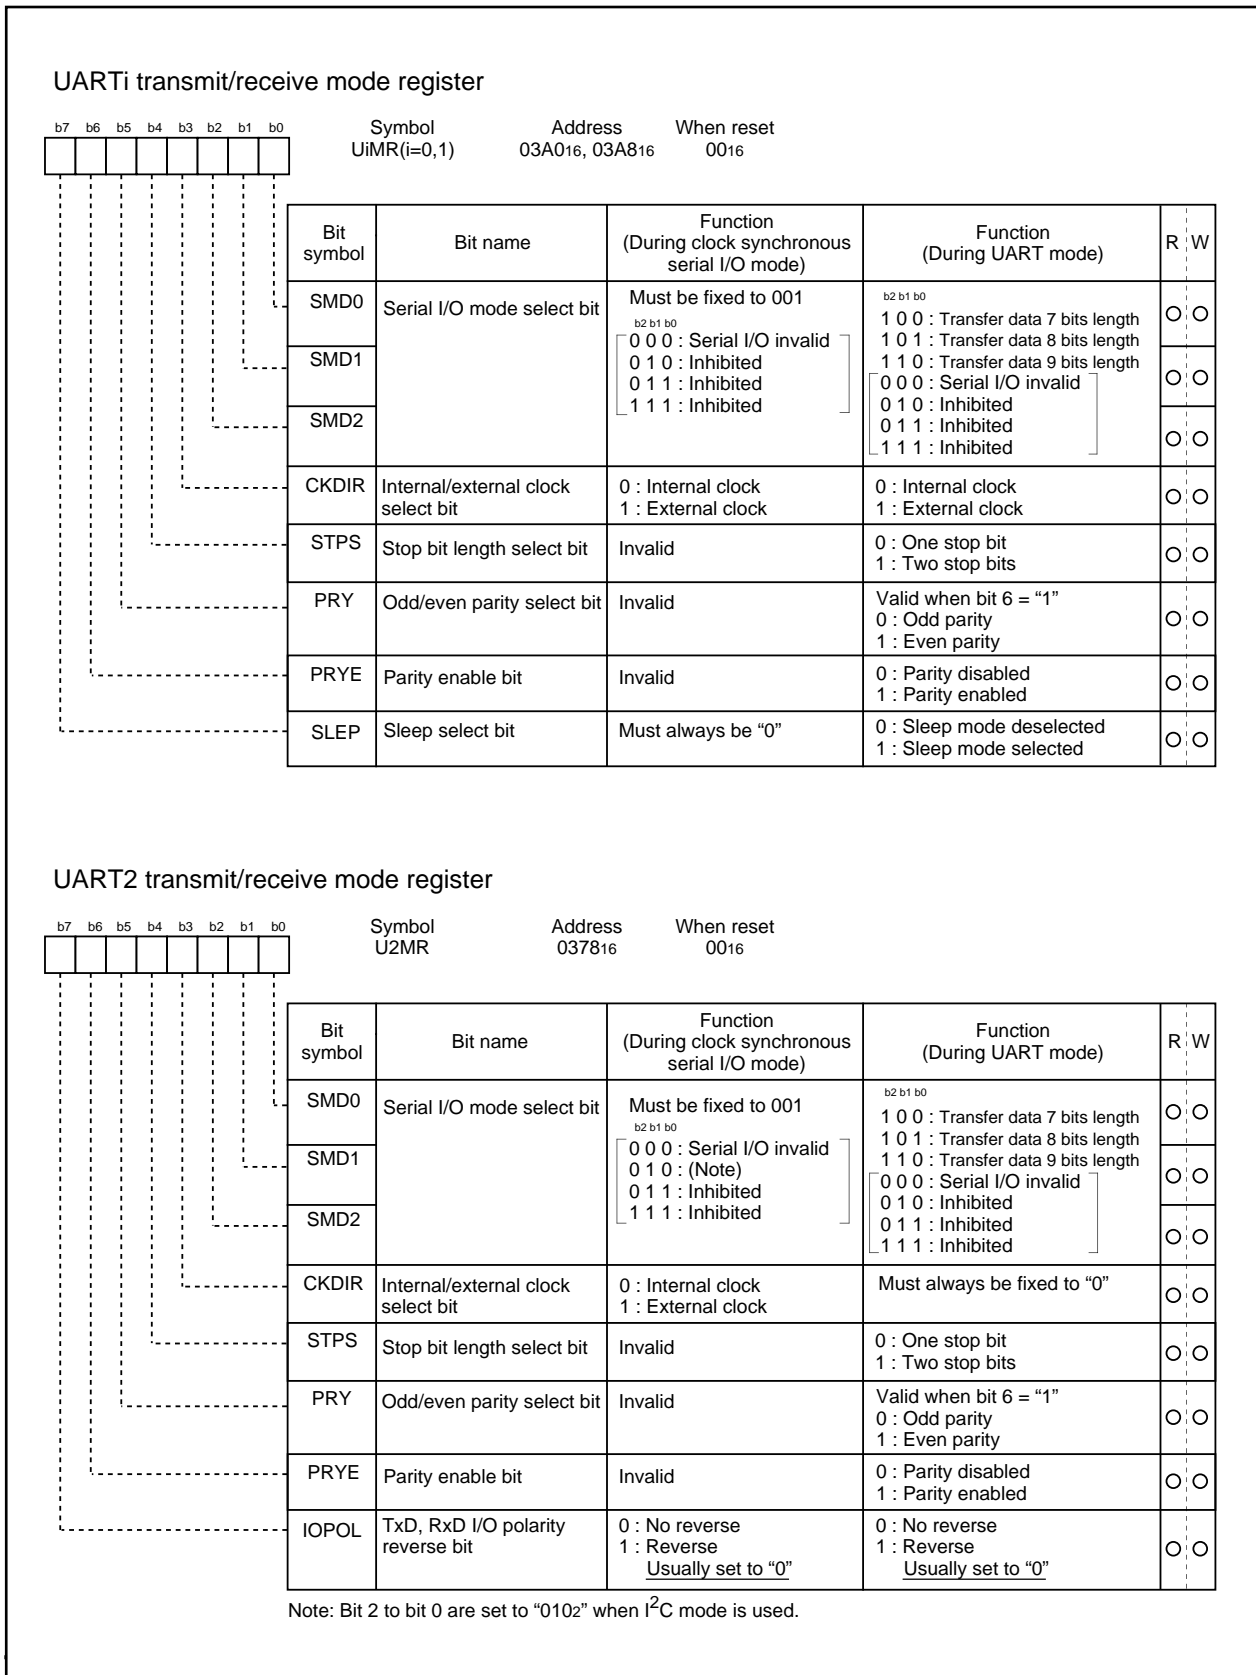 UARTi transmit/receive mode register
b7 b6 b5 b4 b3 b2 b1 b0
Symbol Address When reset
UiMR(i=0,1) 03A016, 03A816 0016
Bit symbol Bit name Function (During clock synchronous serial I/O mode) Function (During UART mode) R W
SMD0 Serial I/O mode select bit
SMD1
SMD2
Must be fixed to 001
b2 b1 b0
0 0 0 : Serial I/O invalid
0 1 0 : Inhibited
0 1 1 : Inhibited
1 1 1 : Inhibited
b2 b1 b0
1 0 0 : Transfer data 7 bits length
1 0 1 : Transfer data 8 bits length
1 1 0 : Transfer data 9 bits length
0 0 0 : Serial I/O invalid
0 1 0 : Inhibited
0 1 1 : Inhibited
1 1 1 : Inhibited
CKDIR Internal/external clock select bit
0 : Internal clock
1 : External clock
0 : Internal clock
1 : External clock
STPS Stop bit length select bit Invalid
0 : One stop bit
1 : Two stop bits
PRY Odd/even parity select bit Invalid
Valid when bit 6 = “1”
0 : Odd parity
1 : Even parity
PRYE Parity enable bit Invalid
0 : Parity disabled
1 : Parity enabled
SLEP Sleep select bit Must always be “0”
0 : Sleep mode deselected
1 : Sleep mode selected
UART2 transmit/receive mode register
b7 b6 b5 b4 b3 b2 b1 b0
Symbol Address When reset
U2MR 037816 0016
Bit symbol Bit name Function (During clock synchronous serial I/O mode) Function (During UART mode) R W
SMD0 Serial I/O mode select bit
SMD1
SMD2
Must be fixed to 001
b2 b1 b0
0 0 0 : Serial I/O invalid
0 1 0 : (Note)
0 1 1 : Inhibited
1 1 1 : Inhibited
b2 b1 b0
1 0 0 : Transfer data 7 bits length
1 0 1 : Transfer data 8 bits length
1 1 0 : Transfer data 9 bits length
0 0 0 : Serial I/O invalid
0 1 0 : Inhibited
0 1 1 : Inhibited
1 1 1 : Inhibited
CKDIR Internal/external clock select bit
0 : Internal clock
1 : External clock
Must always be fixed to “0”
STPS Stop bit length select bit Invalid
0 : One stop bit
1 : Two stop bits
PRY Odd/even parity select bit Invalid
Valid when bit 6 = “1”
0 : Odd parity
1 : Even parity
PRYE Parity enable bit Invalid
0 : Parity disabled
1 : Parity enabled
IOPOL TxD, RxD I/O polarity reverse bit
0 : No reverse
1 : Reverse
Usually set to “0”
0 : No reverse
1 : Reverse
Usually set to “0”
Note: Bit 2 to bit 0 are set to “0102” when I2C mode is used.